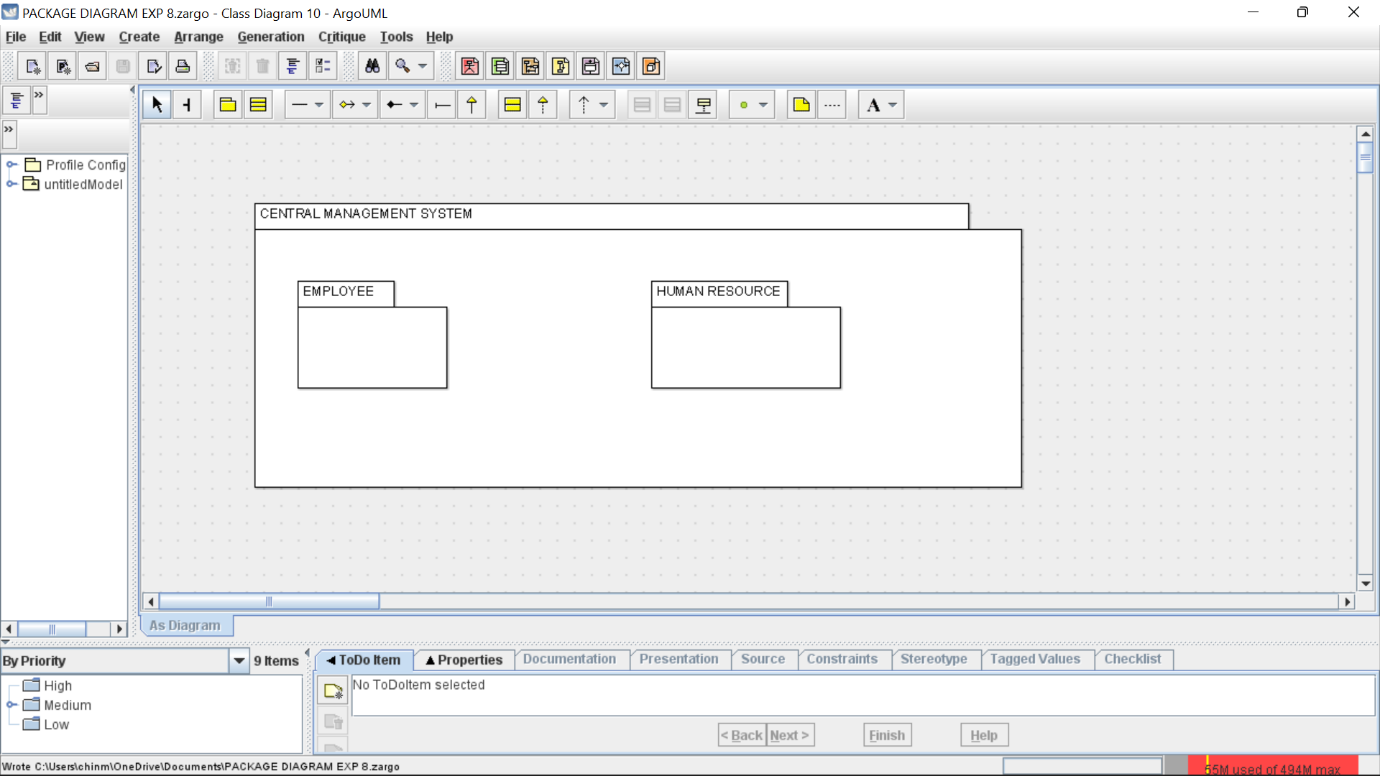 PACKAGE DIAGRAM EXP 8.zargo - Class Diagram 10 - ArgoUML
File Edit View Create Arrange Generation Critique Tools Help
A
Profile Config
untitledModel
CENTRAL MANAGEMENT SYSTEM
EMPLOYEE
HUMAN RESOURCE
As Diagram
By Priority
9 Items
ToDo Item Properties Documentation Presentation Source Constraints Stereotype Tagged Values Checklist
High
Medium
Low
No ToDoItem selected
< Back Next > Finish Help
Wrote C:\Users\chinm\OneDrive\Documents\PACKAGE DIAGRAM EXP 8.zargo
55M used of 494M max